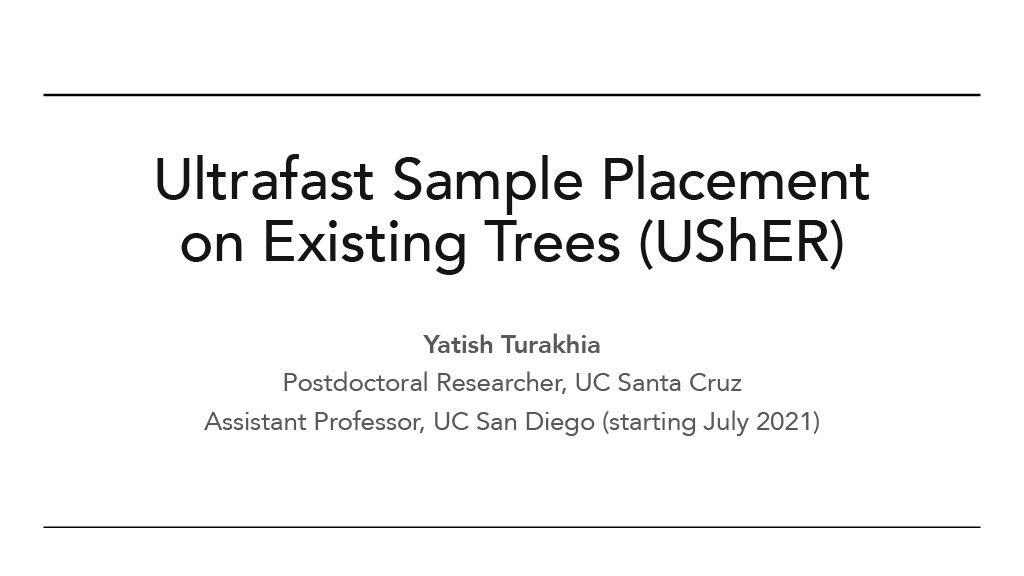 Ultrafast Sample Placement
on Existing Trees (UShER)
Yatish Turakhia
Postdoctoral Researcher, UC Santa Cruz
Assistant Professor, UC San Diego (starting July 2021)